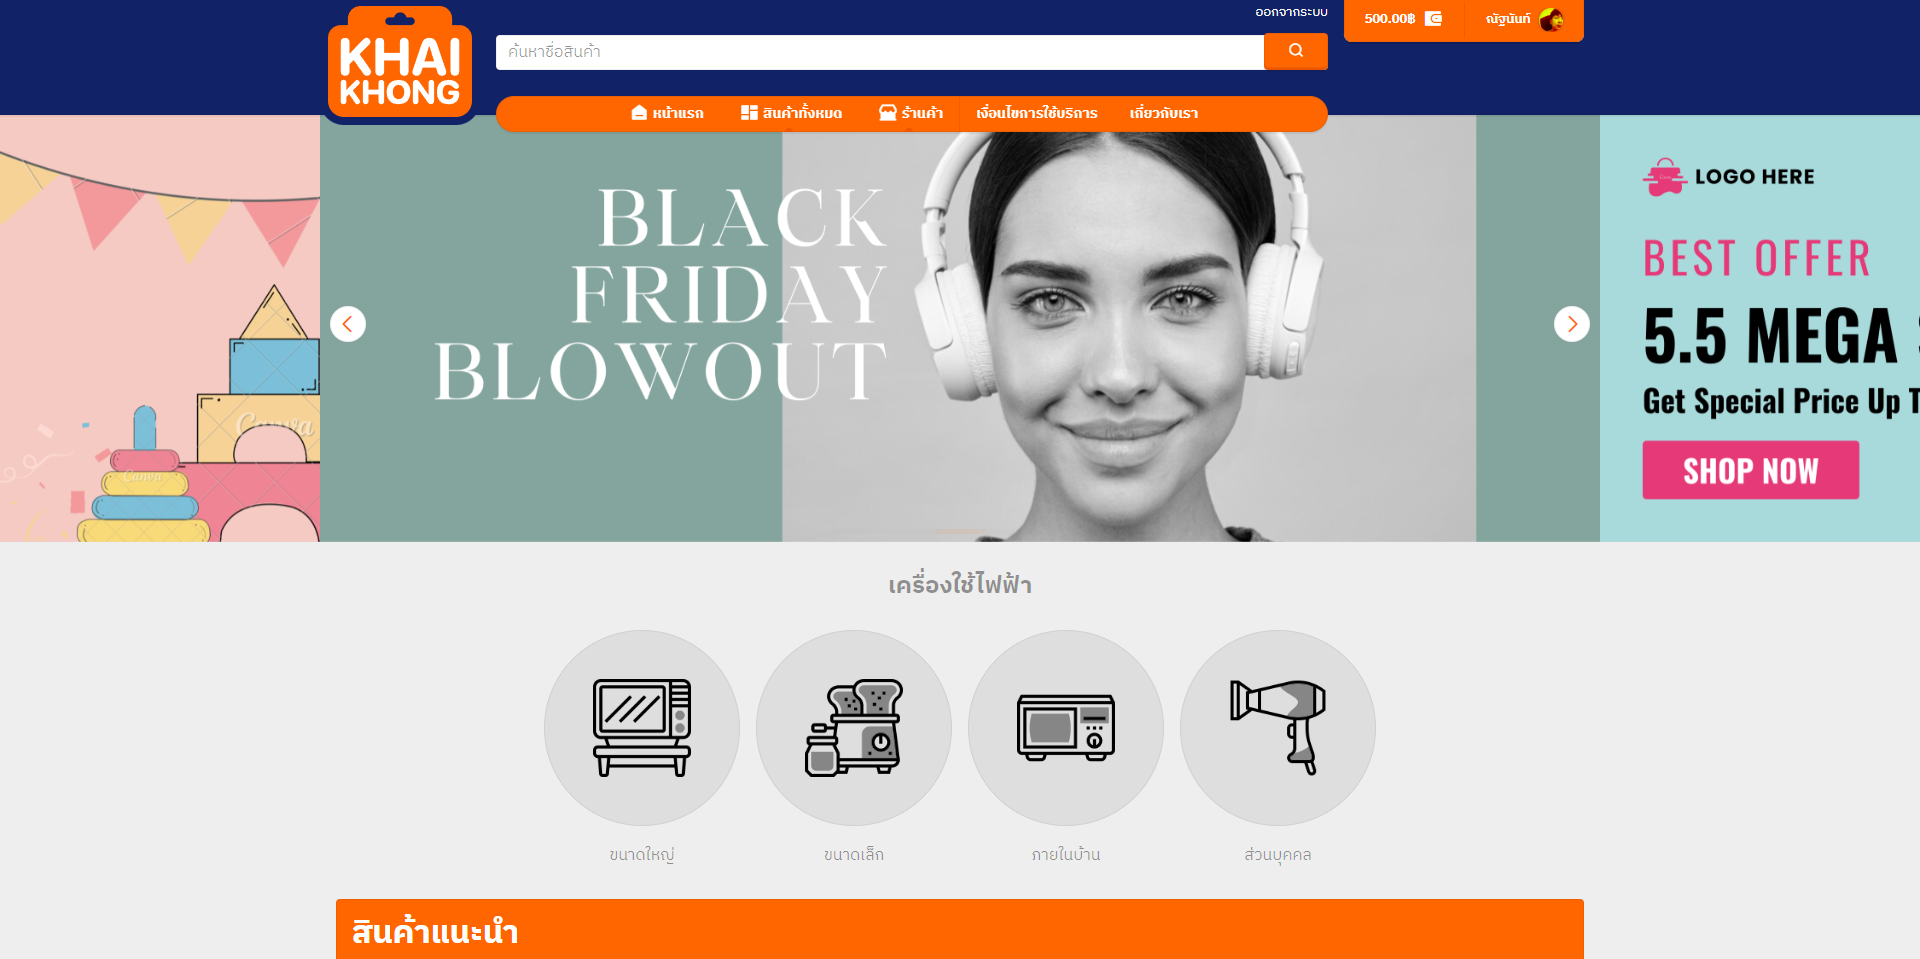 KHAI
KHONG
ออกจากระบบ
500.00฿
ณัฐนันท์
ค้นหาชื่อสินค้า
หน้าแรก
สินค้าทั้งหมด
ร้านค้า
เงื่อนไขการใช้บริการ
เกี่ยวกับเรา
Canva
Canva
BLACK
FRIDAY
BLOWOUT
LOGO HERE
BEST OFFER
5.5 MEGA
Get Special Price Up T
SHOP NOW
เครื่องใช้ไฟฟ้า
ขนาดใหญ่
ขนาดเล็ก
ภายในบ้าน
ส่วนบุคคล
สินค้าแนะนำ